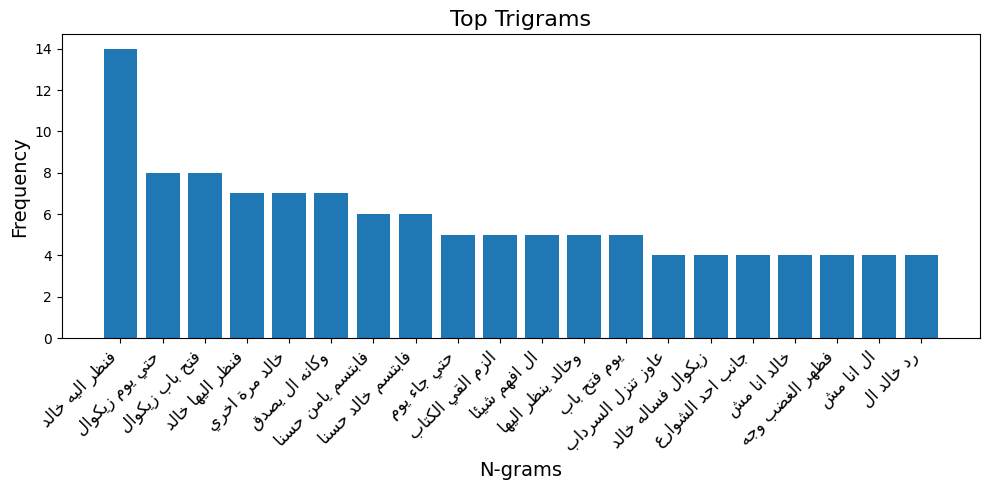 Top Trigrams
Frequency
14
12
10
8
6
4
2
0
فنظر اليه خالد
حتي يوم زيكوال
فتح باب زيكوال
فنظر اليها خالد
خالد مرة اخري
وكانه ال يصدق
فابتسم يامن حسنا
فابتسم خالد حسنا
حتي جاء يوم
الزم القي الكتاب
ال افهم شيئا
وخالد ينظر اليها
يوم فتح باب
عاوز تنزل السرداب
زيكوال فساله خالد
جانب احد الشوارع
خالد انا مش
فظهر الغضب وجه
ال انا مش
رد خالد ال
N-grams